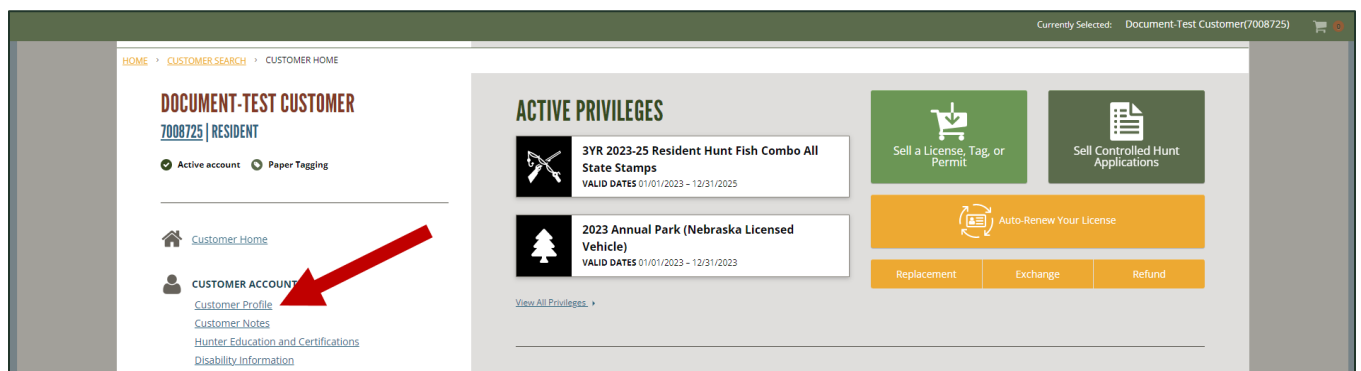 Currently Selected: Document-Test Customer(7008725) 0
HOME > CUSTOMER SEARCH > CUSTOMER HOME
DOCUMENT-TEST CUSTOMER
7008725 | RESIDENT
Active account Paper Tagging
Customer Home
CUSTOMER ACCOUNT
Customer Profile
Customer Notes
Hunter Education and Certifications
Disability Information
ACTIVE PRIVILEGES
3YR 2023-25 Resident Hunt Fish Combo All
State Stamps
VALID DATES 01/01/2023 – 12/31/2025
2023 Annual Park (Nebraska Licensed
Vehicle)
VALID DATES 01/01/2023 – 12/31/2023
View All Privileges
Sell a License, Tag, or
Permit
Sell Controlled Hunt
Applications
Auto-Renew Your License
Replacement Exchange Refund